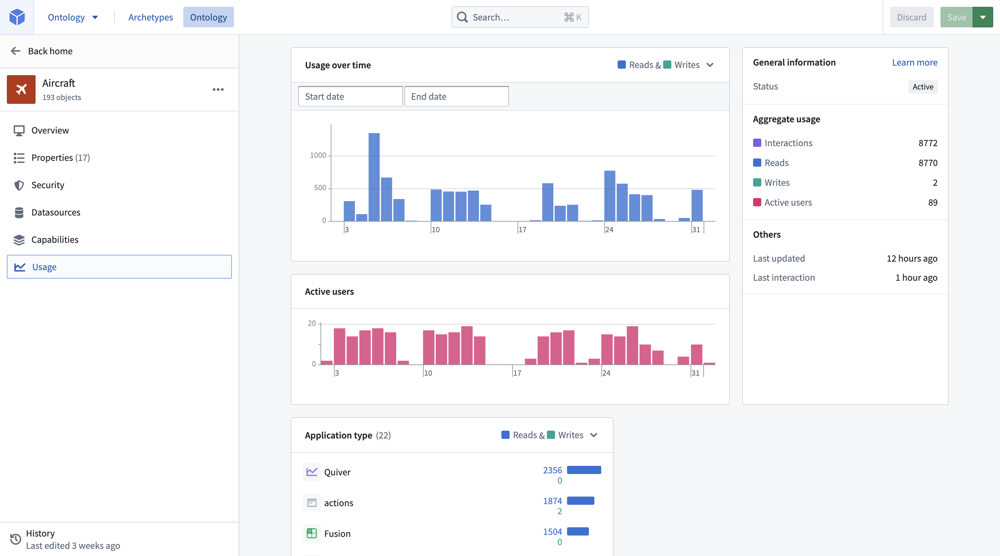 Ontology
Archetypes
Ontology
Search...
⌘ K
Discard
Save
Back home
Aircraft
193 objects
Overview
Properties (17)
Security
Datasources
Capabilities
Usage
History
Last edited 3 weeks ago
Usage over time
Reads & Writes
Start date
End date
1000
500
0
3 10 17 24 31
Active users
20
0
3 10 17 24 31
Application type (22)
Reads & Writes
Quiver
2356
0
actions
1874
2
Fusion
1504
0
General information
Learn more
Status Active
Aggregate usage
Interactions 8772
Reads 8770
Writes 2
Active users 89
Others
Last updated 12 hours ago
Last interaction 1 hour ago